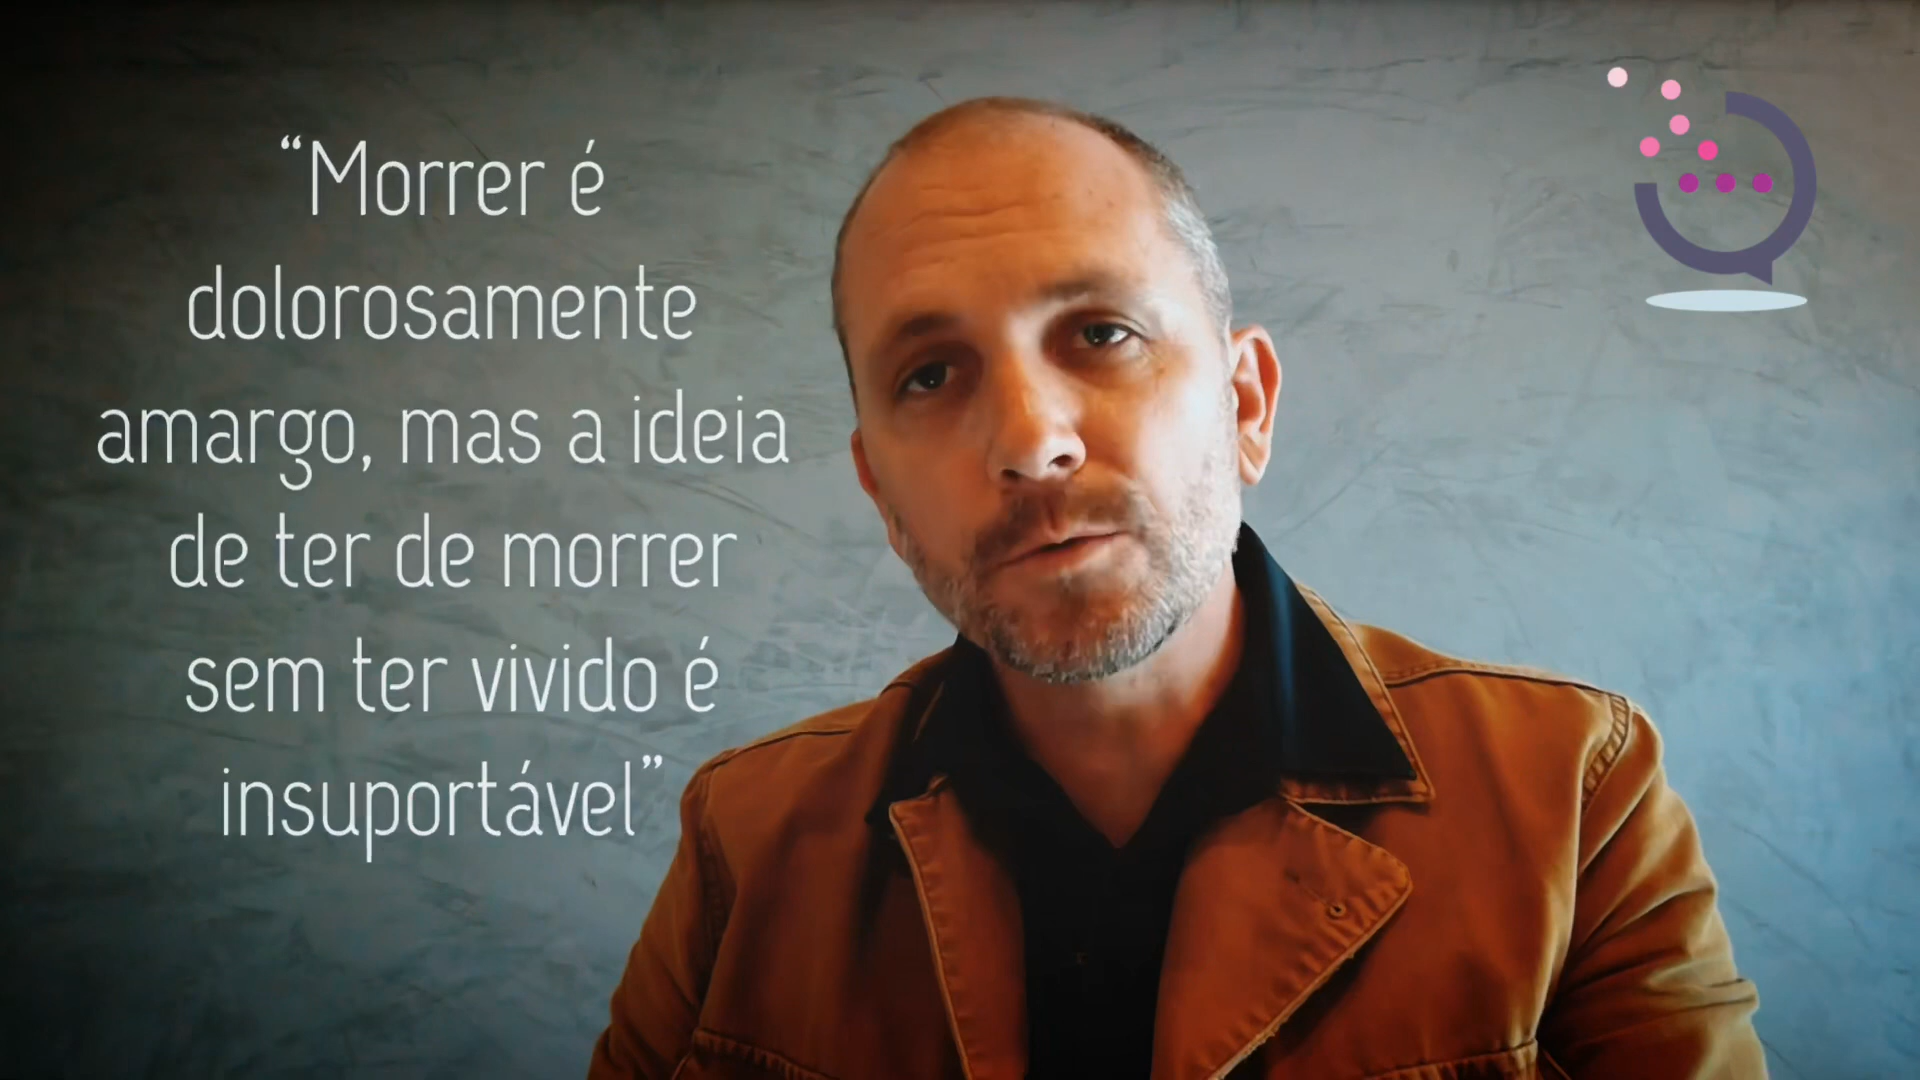 “Morrer é
dolorosamente
amargo, mas a ideia
de ter de morrer
sem ter vivido é
insuportável”